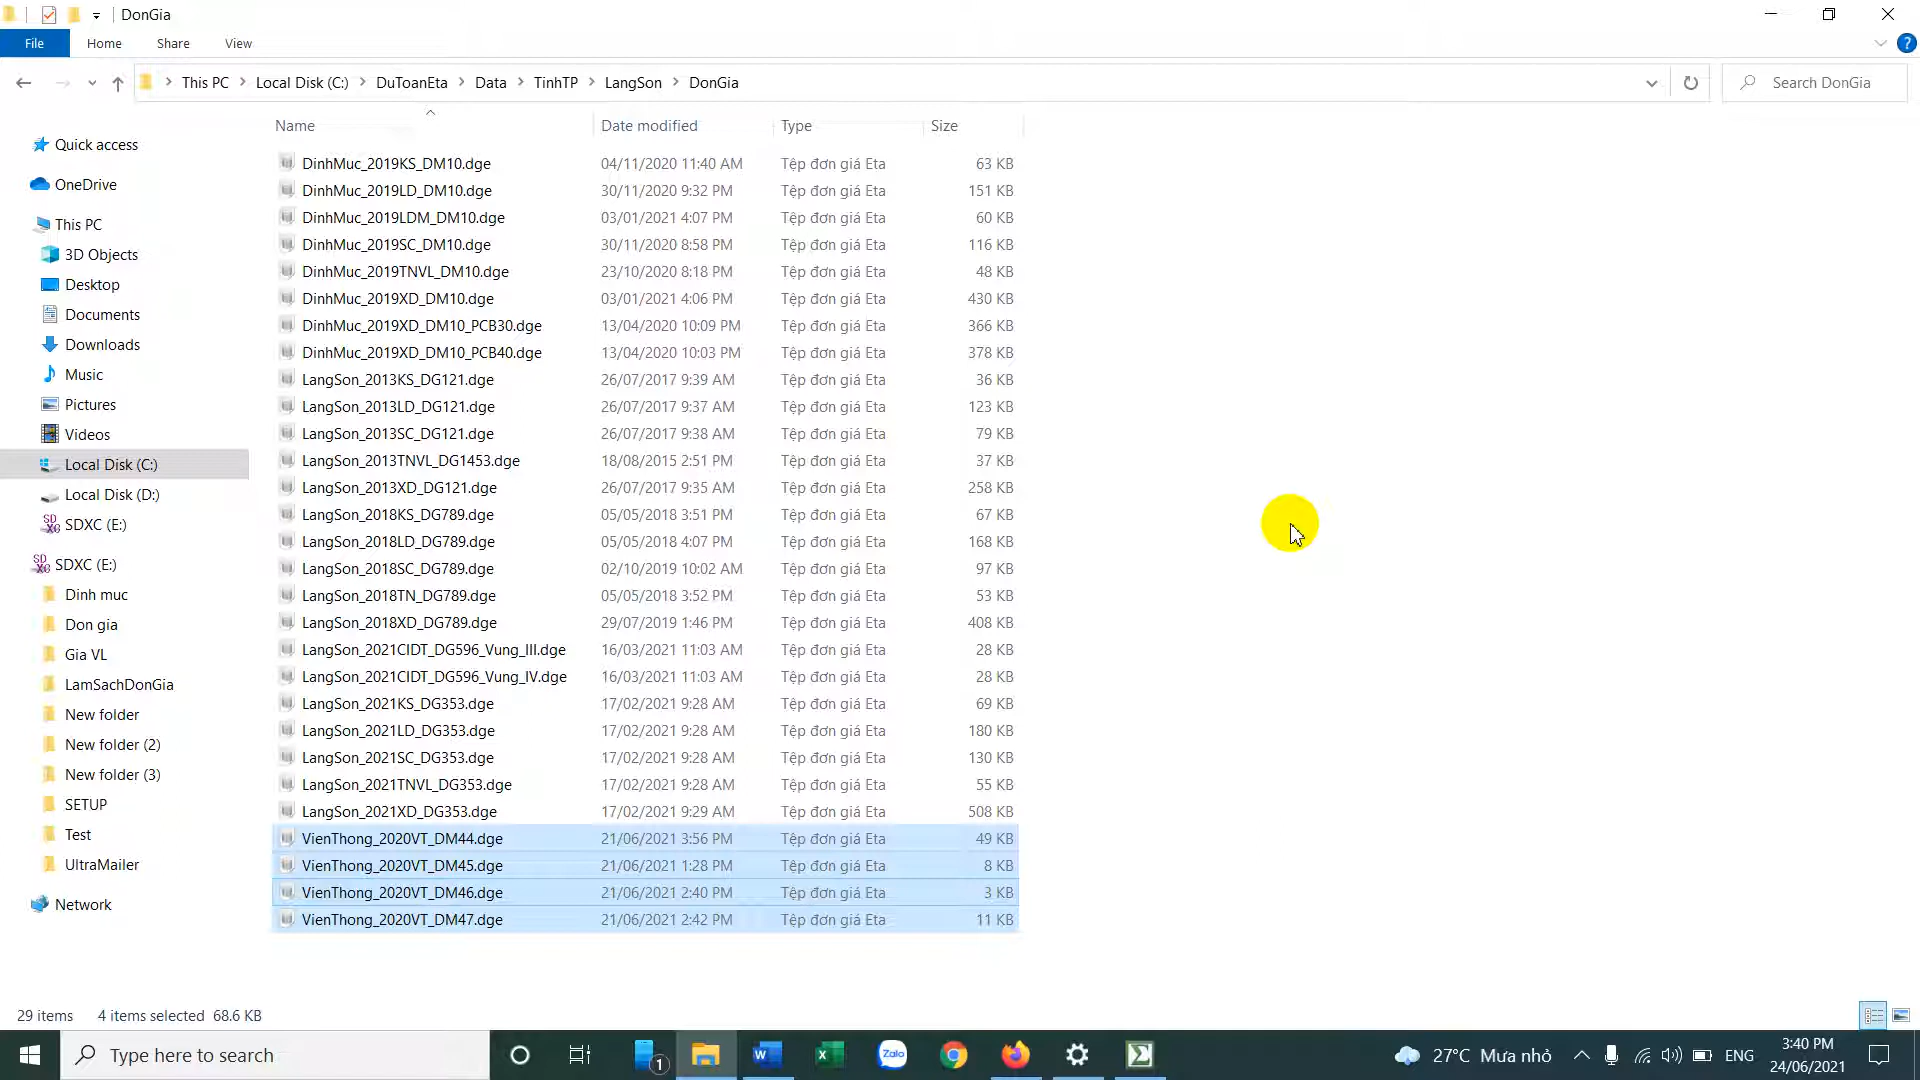 DonGia
File Home Share View
This PC Local Disk (C:) DuToanEta Data TinhTP LangSon DonGia
Search DonGia
Name Date modified Type Size
Quick access
OneDrive
This PC
3D Objects
Desktop
Documents
Downloads
Music
Pictures
Videos
Local Disk (C:)
Local Disk (D:)
SDXC (E:)
SDXC (E:)
Dinh muc
Don gia
Gia VL
LamSachDonGia
New folder
New folder (2)
New folder (3)
SETUP
Test
UltraMailer
Network
DinhMuc_2019KS_DM10.dge 04/11/2020 11:40 AM Tệp đơn giá Eta 63 KB
DinhMuc_2019LD_DM10.dge 30/11/2020 9:32 PM Tệp đơn giá Eta 151 KB
DinhMuc_2019LDM_DM10.dge 03/01/2021 4:07 PM Tệp đơn giá Eta 60 KB
DinhMuc_2019SC_DM10.dge 30/11/2020 8:58 PM Tệp đơn giá Eta 116 KB
DinhMuc_2019TNVL_DM10.dge 23/10/2020 8:18 PM Tệp đơn giá Eta 48 KB
DinhMuc_2019XD_DM10.dge 03/01/2021 4:06 PM Tệp đơn giá Eta 430 KB
DinhMuc_2019XD_DM10_PCB30.dge 13/04/2020 10:09 PM Tệp đơn giá Eta 366 KB
DinhMuc_2019XD_DM10_PCB40.dge 13/04/2020 10:03 PM Tệp đơn giá Eta 378 KB
LangSon_2013KS_DG121.dge 26/07/2017 9:39 AM Tệp đơn giá Eta 36 KB
LangSon_2013LD_DG121.dge 26/07/2017 9:37 AM Tệp đơn giá Eta 123 KB
LangSon_2013SC_DG121.dge 26/07/2017 9:38 AM Tệp đơn giá Eta 79 KB
LangSon_2013TNVL_DG1453.dge 18/08/2015 2:51 PM Tệp đơn giá Eta 37 KB
LangSon_2013XD_DG121.dge 26/07/2017 9:35 AM Tệp đơn giá Eta 258 KB
LangSon_2018KS_DG789.dge 05/05/2018 3:51 PM Tệp đơn giá Eta 67 KB
LangSon_2018LD_DG789.dge 05/05/2018 4:07 PM Tệp đơn giá Eta 168 KB
LangSon_2018SC_DG789.dge 02/10/2019 10:02 AM Tệp đơn giá Eta 97 KB
LangSon_2018TN_DG789.dge 05/05/2018 3:52 PM Tệp đơn giá Eta 53 KB
LangSon_2018XD_DG789.dge 29/07/2019 1:46 PM Tệp đơn giá Eta 408 KB
LangSon_2021CIDT_DG596_Vung_III.dge 16/03/2021 11:03 AM Tệp đơn giá Eta 28 KB
LangSon_2021CIDT_DG596_Vung_IV.dge 16/03/2021 11:03 AM Tệp đơn giá Eta 28 KB
LangSon_2021KS_DG353.dge 17/02/2021 9:28 AM Tệp đơn giá Eta 69 KB
LangSon_2021LD_DG353.dge 17/02/2021 9:28 AM Tệp đơn giá Eta 180 KB
LangSon_2021SC_DG353.dge 17/02/2021 9:28 AM Tệp đơn giá Eta 130 KB
LangSon_2021TNVL_DG353.dge 17/02/2021 9:28 AM Tệp đơn giá Eta 55 KB
LangSon_2021XD_DG353.dge 17/02/2021 9:29 AM Tệp đơn giá Eta 508 KB
VienThong_2020VT_DM44.dge 21/06/2021 3:56 PM Tệp đơn giá Eta 49 KB
VienThong_2020VT_DM45.dge 21/06/2021 1:28 PM Tệp đơn giá Eta 8 KB
VienThong_2020VT_DM46.dge 21/06/2021 2:40 PM Tệp đơn giá Eta 3 KB
VienThong_2020VT_DM47.dge 21/06/2021 2:42 PM Tệp đơn giá Eta 11 KB
29 items 4 items selected 68.6 KB
Type here to search
1
Zalo
27°C Mưa nhỏ
ENG
3:40 PM
24/06/2021